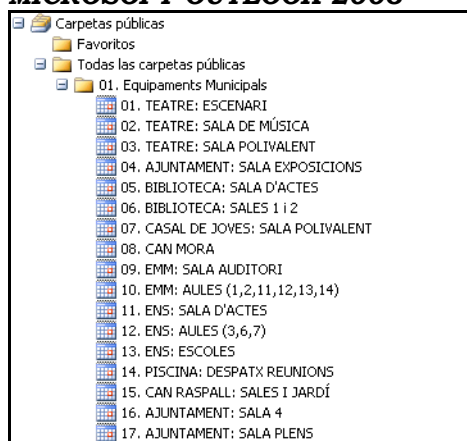 MICROSOFT OUTLOOK 2003
Carpetas públicas
Favoritos
Todas las carpetas públicas
01. Equipaments Municipals
01. TEATRE: ESCENARI
02. TEATRE: SALA DE MÚSICA
03. TEATRE: SALA POLIVALENT
04. AJUNTAMENT: SALA EXPOSICIONS
05. BIBLIOTECA: SALA D'ACTES
06. BIBLIOTECA: SALES 1 i 2
07. CASAL DE JOVES: SALA POLIVALENT
08. CAN MORA
09. EMM: SALA AUDITORI
10. EMM: AULES (1,2,11,12,13,14)
11. ENS: SALA D'ACTES
12. ENS: AULES (3,6,7)
13. ENS: ESCOLES
14. PISCINA: DESPATX REUNIONS
15. CAN RASPALL: SALES I JARDÍ
16. AJUNTAMENT: SALA 4
17. AJUNTAMENT: SALA PLENS